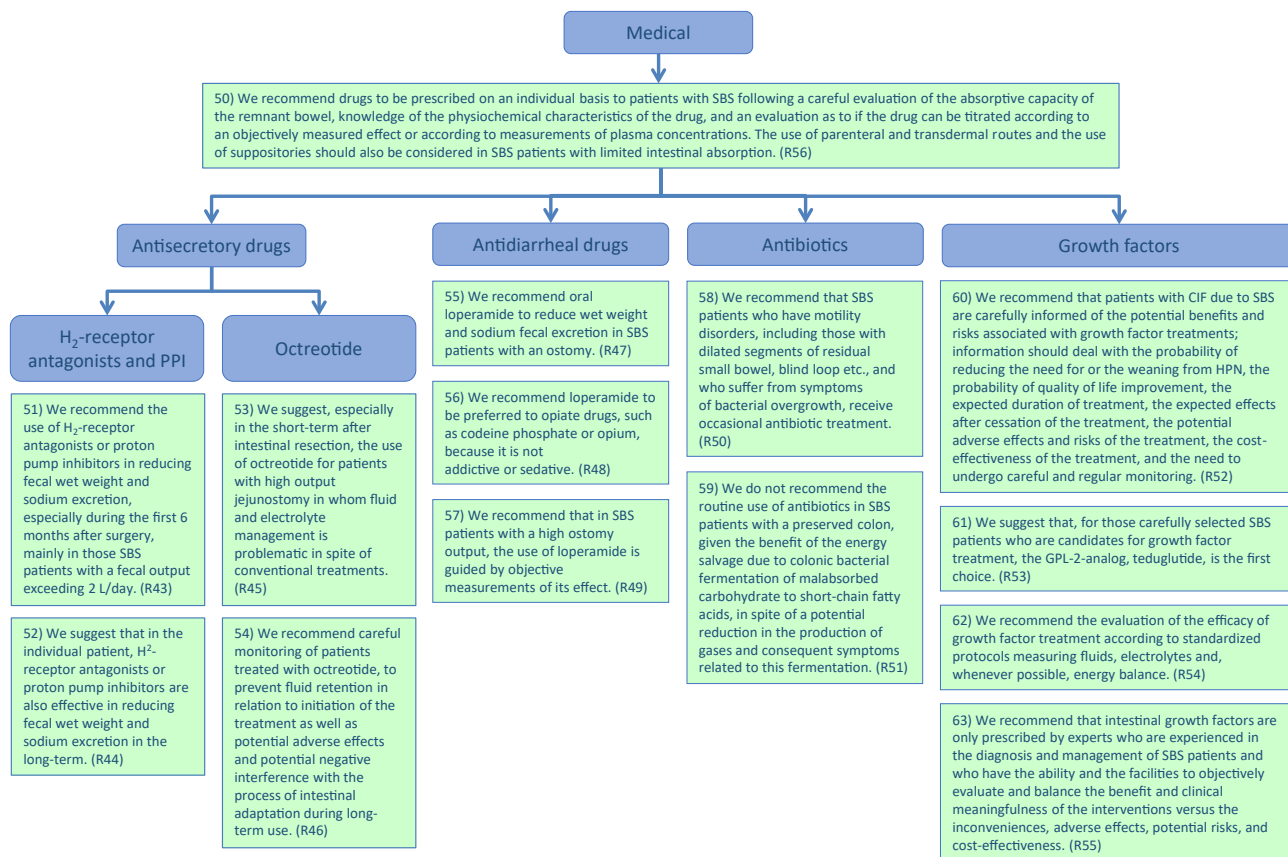 Medical
50) We recommend drugs to be prescribed on an individual basis to patients with SBS following a careful evaluation of the absorptive capacity of
the remnant bowel, knowledge of the physiochemical characteristics of the drug, and an evaluation as to if the drug can be titrated according to
an objectively measured effect or according to measurements of plasma concentrations. The use of parenteral and transdermal routes and the use
of suppositories should also be considered in SBS patients with limited intestinal absorption. (R56)
Antisecretory drugs
H2-receptor
antagonists and PPI
51) We recommend the
use of H2-receptor
antagonists or proton
pump inhibitors in reducing
fecal wet weight and
sodium excretion,
especially during the first 6
months after surgery,
mainly in those SBS
patients with a fecal output
exceeding 2 L/day. (R43)
52) We suggest that in the
individual patient, H²-
receptor antagonists or
proton pump inhibitors are
also effective in reducing
fecal wet weight and
sodium excretion in the
long-term. (R44)
Octreotide
53) We suggest, especially
in the short-term after
intestinal resection, the use
of octreotide for patients
with high output
jejunostomy in whom fluid
and electrolyte
management is
problematic in spite of
conventional treatments.
(R45)
54) We recommend careful
monitoring of patients
treated with octreotide, to
prevent fluid retention in
relation to initiation of the
treatment as well as
potential adverse effects
and potential negative
interference with the
process of intestinal
adaptation during long-
term use. (R46)
Antidiarrheal drugs
55) We recommend oral
loperamide to reduce wet weight
and sodium fecal excretion in SBS
patients with an ostomy. (R47)
56) We recommend loperamide to
be preferred to opiate drugs, such
as codeine phosphate or opium,
because it is not
addictive or sedative. (R48)
57) We recommend that in SBS
patients with a high ostomy
output, the use of loperamide is
guided by objective
measurements of its effect. (R49)
Antibiotics
58) We recommend that SBS
patients who have motility
disorders, including those with
dilated segments of residual
small bowel, blind loop etc., and
who suffer from symptoms
of bacterial overgrowth, receive
occasional antibiotic treatment.
(R50)
59) We do not recommend the
routine use of antibiotics in SBS
patients with a preserved colon,
given the benefit of the energy
salvage due to colonic bacterial
fermentation of malabsorbed
carbohydrate to short-chain fatty
acids, in spite of a potential
reduction in the production of
gases and consequent symptoms
related to this fermentation. (R51)
Growth factors
60) We recommend that patients with CIF due to SBS
are carefully informed of the potential benefits and
risks associated with growth factor treatments;
information should deal with the probability of
reducing the need for or the weaning from HPN, the
probability of quality of life improvement, the
expected duration of treatment, the expected effects
after cessation of the treatment, the potential
adverse effects and risks of the treatment, the cost-
effectiveness of the treatment, and the need to
undergo careful and regular monitoring. (R52)
61) We suggest that, for those carefully selected SBS
patients who are candidates for growth factor
treatment, the GPL-2-analog, teduglutide, is the first
choice. (R53)
62) We recommend the evaluation of the efficacy of
growth factor treatment according to standardized
protocols measuring fluids, electrolytes and,
whenever possible, energy balance. (R54)
63) We recommend that intestinal growth factors are
only prescribed by experts who are experienced in
the diagnosis and management of SBS patients and
who have the ability and the facilities to objectively
evaluate and balance the benefit and clinical
meaningfulness of the interventions versus the
inconveniences, adverse effects, potential risks, and
cost-effectiveness. (R55)